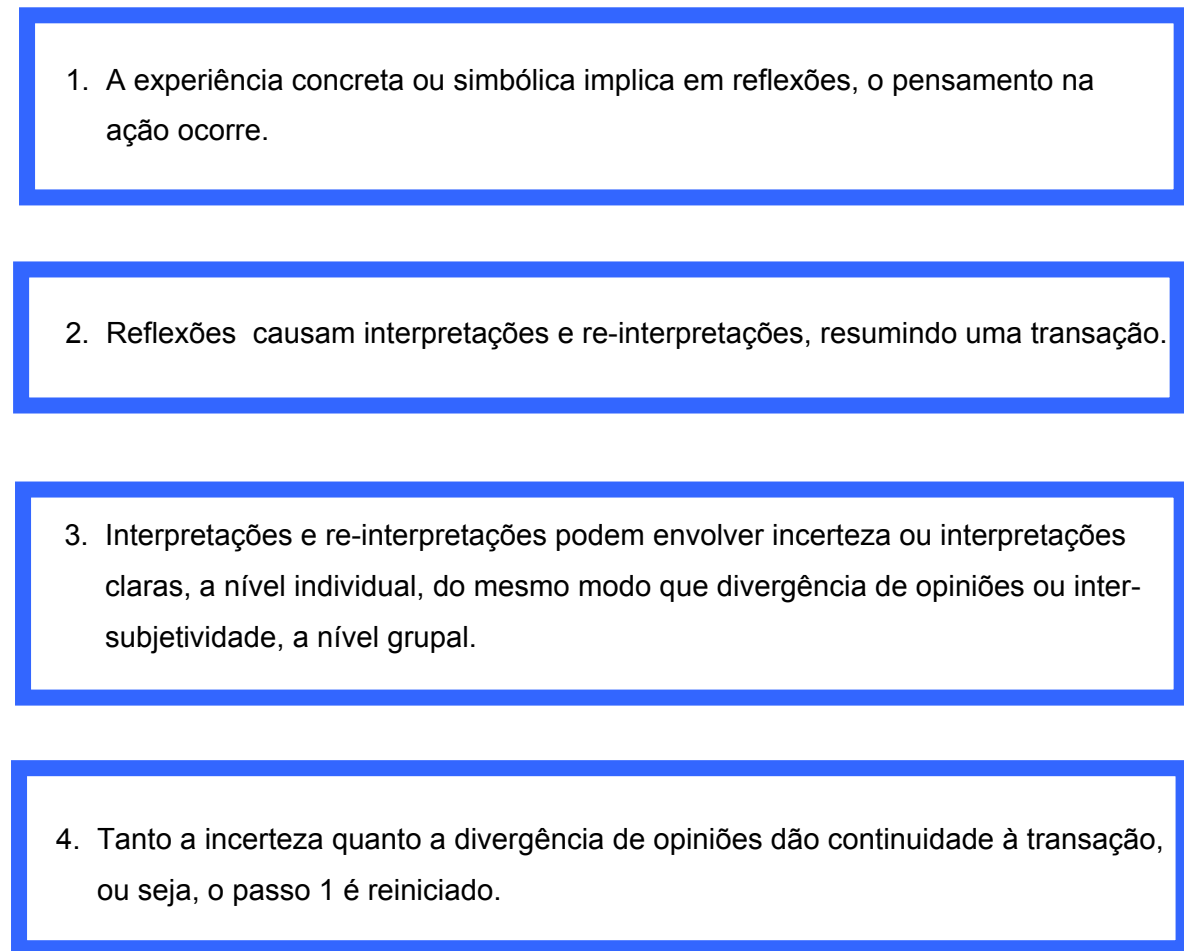 1. A experiência concreta ou simbólica implica em reflexões, o pensamento na
ação ocorre.
2. Reflexões causam interpretações e re-interpretações, resumindo uma transação.
3. Interpretações e re-interpretações podem envolver incerteza ou interpretações
claras, a nível individual, do mesmo modo que divergência de opiniões ou inter-
subjetividade, a nível grupal.
4. Tanto a incerteza quanto a divergência de opiniões dão continuidade à transação,
ou seja, o passo 1 é reiniciado.